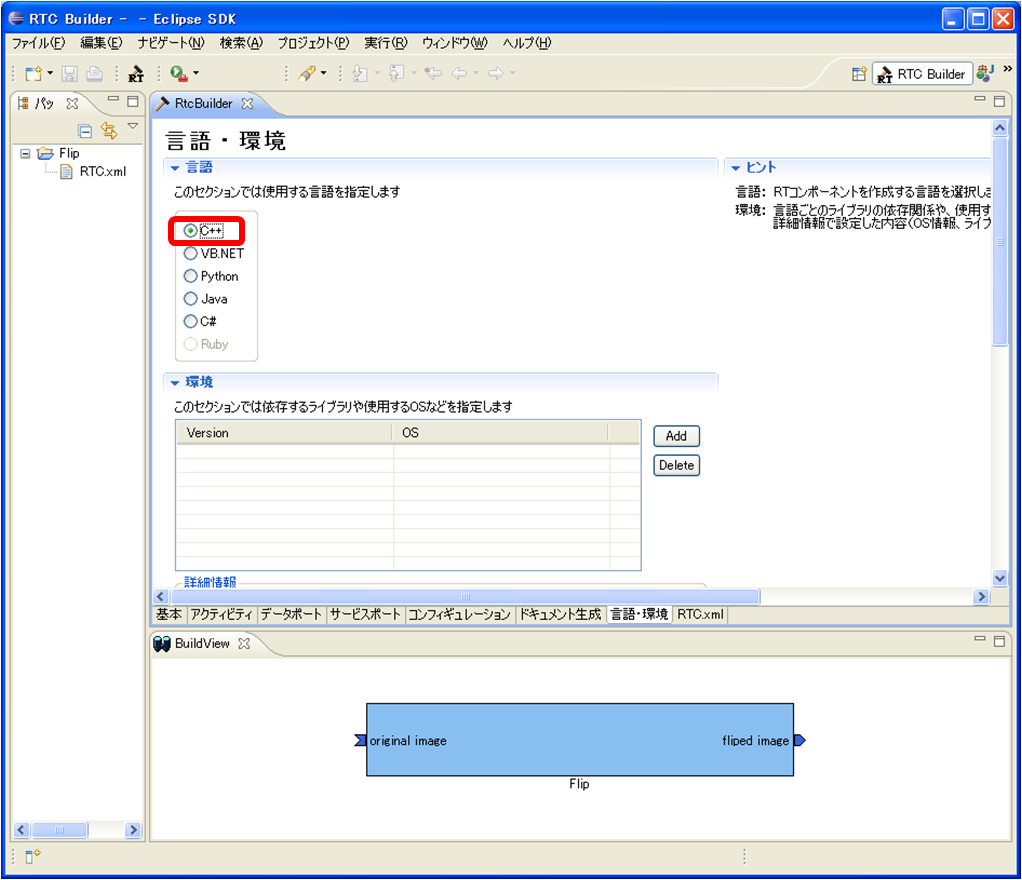 RTC Builder - - Eclipse SDK
ファイル(F) 編集(E) ナビゲート(N) 検索(A) プロジェクト(P) 実行(R) ウィンドウ(W) ヘルプ(H)
RT
RT RTC Builder
J
»
パッ
RtcBuilder
Flip
RTC.xml
言語・環境
言語
このセクションでは使用する言語を指定します
C++
VB.NET
Python
Java
C#
Ruby
ヒント
言語: RTコンポーネントを作成する言語を選択しま
環境: 言語ごとのライブラリの依存関係や、使用す
詳細情報で設定した内容(OS情報、ライブ
環境
このセクションでは依存するライブラリや使用するOSなどを指定します
Version OS
Add
Delete
詳細情報
基本 アクティビティ データポート サービスポート コンフィギュレーション ドキュメント生成 言語・環境 RTC.xml
BuildView
original image
fliped image
Flip